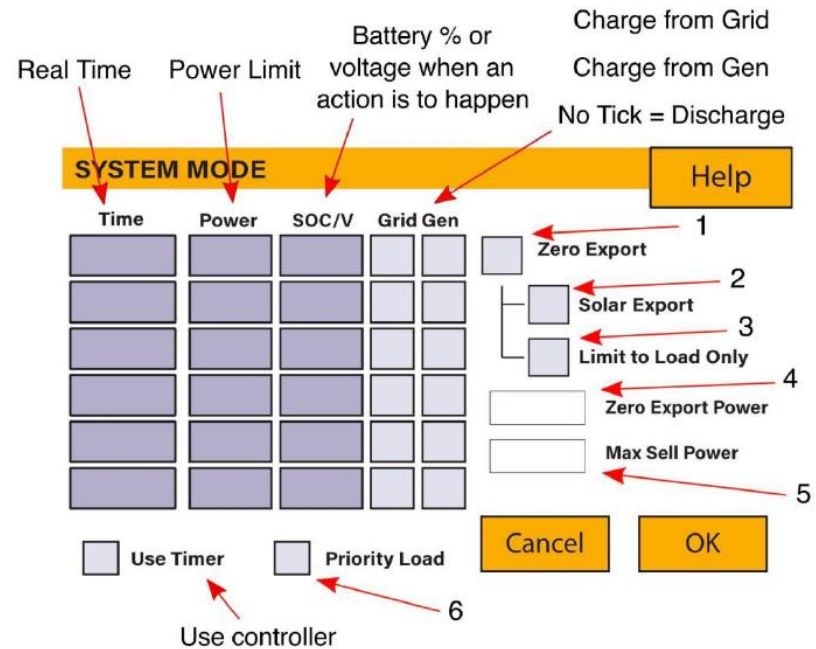 Charge from Grid
Charge from Gen
No Tick = Discharge
Battery % or
voltage when an
action is to happen
Real Time
Power Limit
SYSTEM MODE
Help
Time
Power
SOC/V
Grid Gen
1
Zero Export
2
Solar Export
3
Limit to Load Only
4
Zero Export Power
Max Sell Power
5
Use Timer
Priority Load
Cancel
OK
6
Use controller